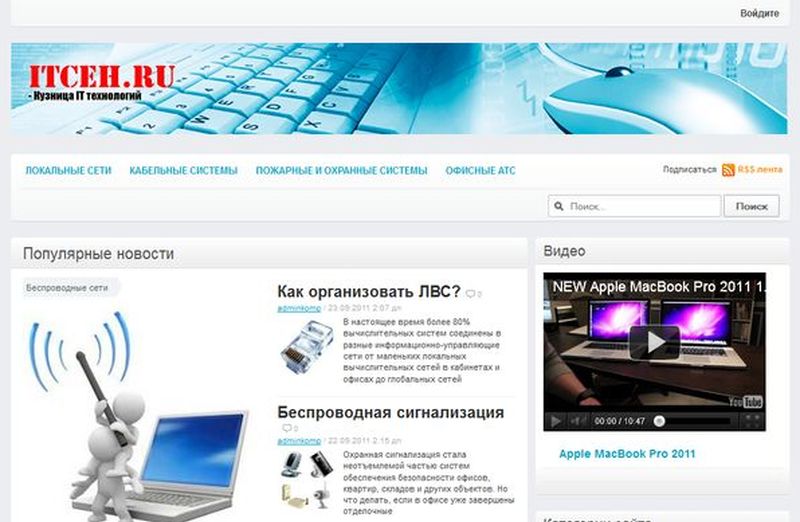 Войдите
ITCEH.RU
- Кузница IT технологий
ЛОКАЛЬНЫЕ СЕТИ КАБЕЛЬНЫЕ СИСТЕМЫ ПОЖАРНЫЕ И ОХРАННЫЕ СИСТЕМЫ ОФИСНЫЕ АТС
Подписаться RSS лента
Поиск... Поиск
Популярные новости
Беспроводные сети
Как организовать ЛВС? 0
adminkomp / 23.09.2011 2:07 дп
В настоящее время более 80%
вычислительных систем соединены в
разные информационно-управляющие
сети от маленьких локальных
вычислительных сетей в кабинетах и
офисах до глобальных сетей
Беспроводная сигнализация
0
adminkomp / 22.09.2011 2:15 дп
Охранная сигнализация стала
неотъемлемой частью систем
обеспечения безопасности офисов,
квартир, складов и других объектов. Но
что делать, если в офисе уже завершены
отделочные
Видео
NEW Apple MacBook Pro 2011 1.
YouTube
00:00 / 10:47
Apple MacBook Pro 2011